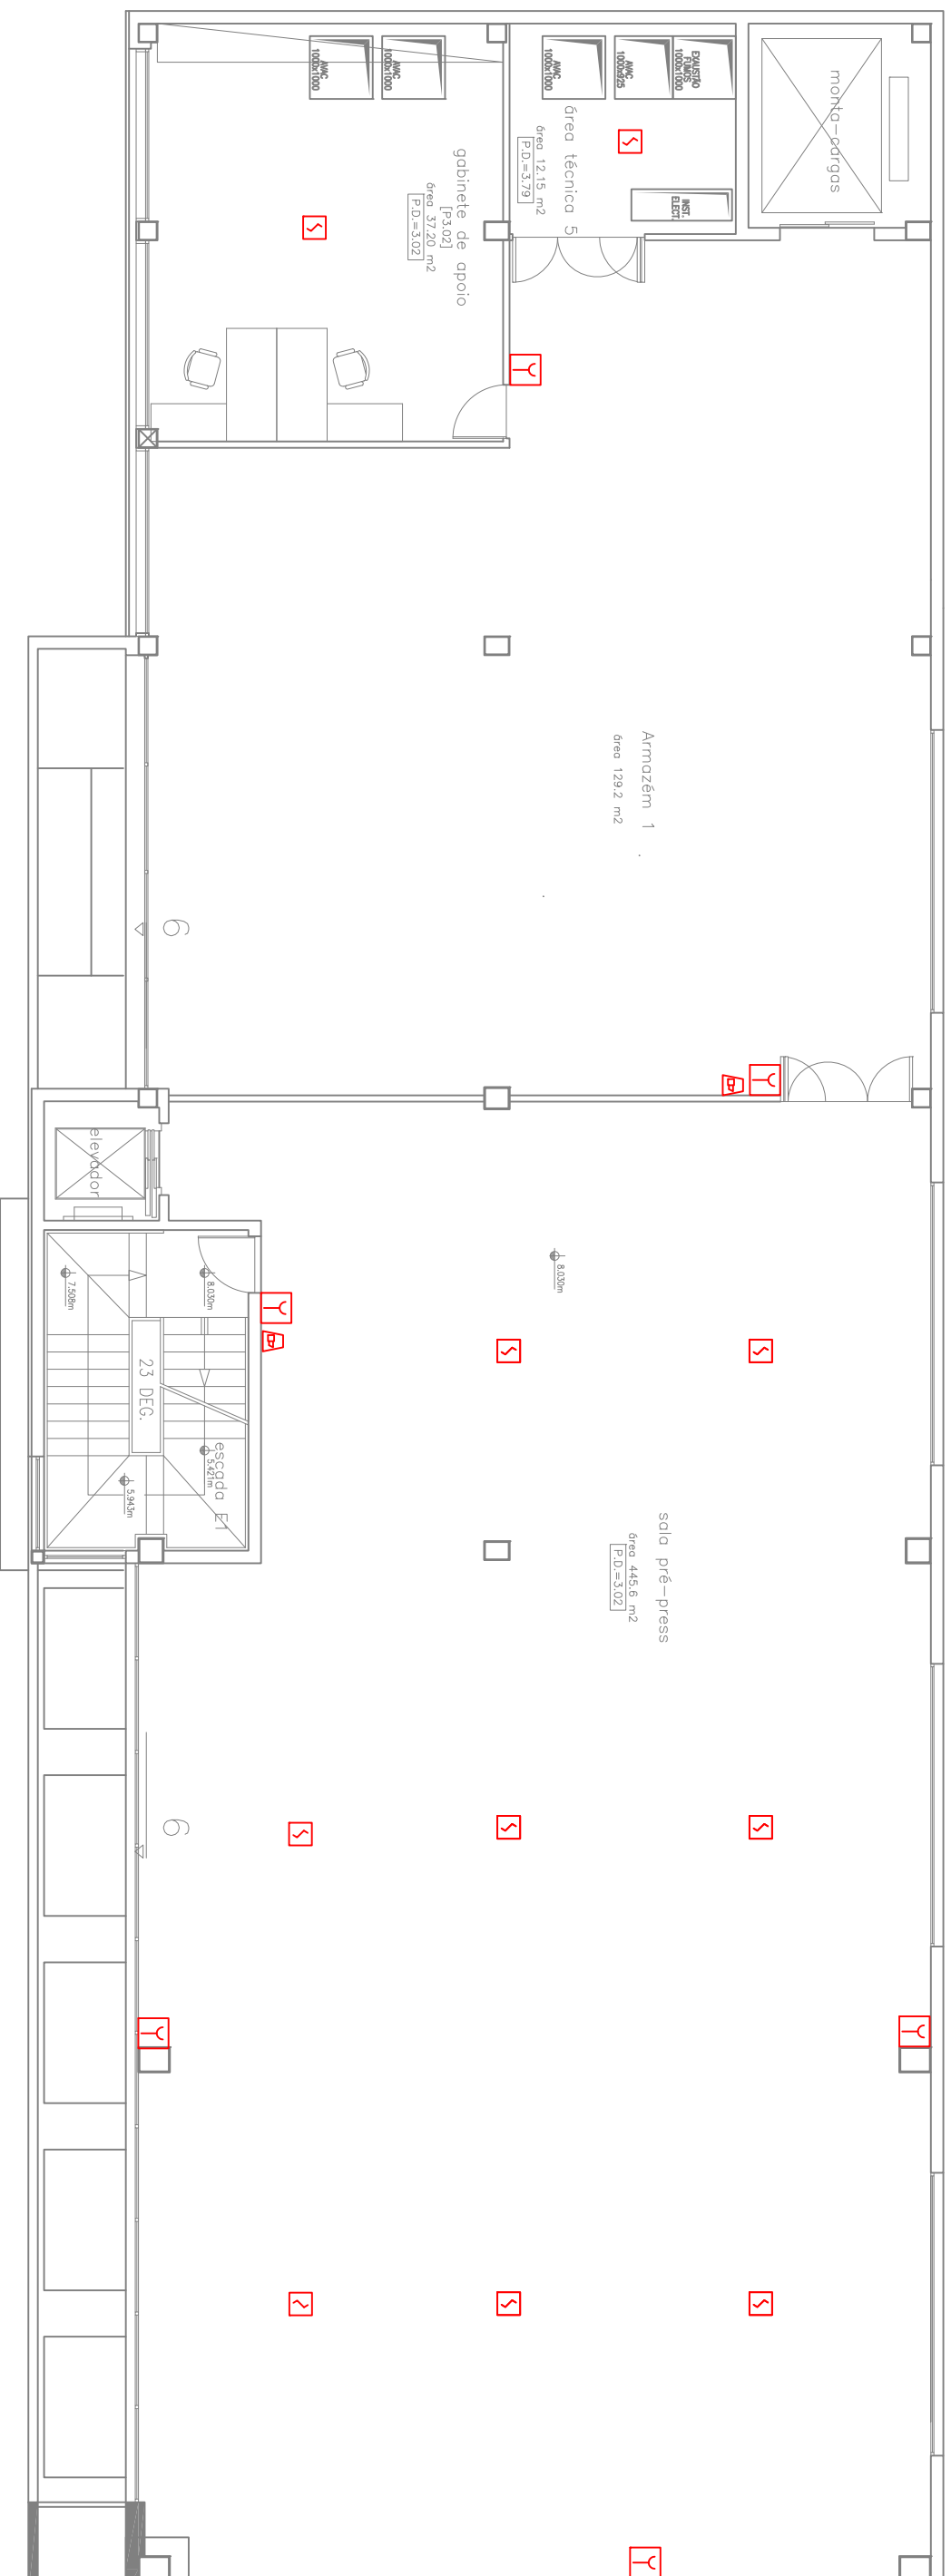 monta-cargas
EXAUSTÃO
FUMOS
1000x1000
AVAC
1000x925
AVAC
1000x1000
AVAC
1000x1000
AVAC
1000x1000
INST.
ELECT.
área técnica 5
área 12.15 m2
P.D.=3.79
gabinete de apoio
[P3.02]
área 37.20 m2
P.D.=3.02
Armazém 1
área 129.2 m2
6
elevador
8.030m
8.030m
7.508m
23 DEG.
escada E1
5.421m
5.943m
sala pré-press
área 445.6 m2
P.D.=3.02
6